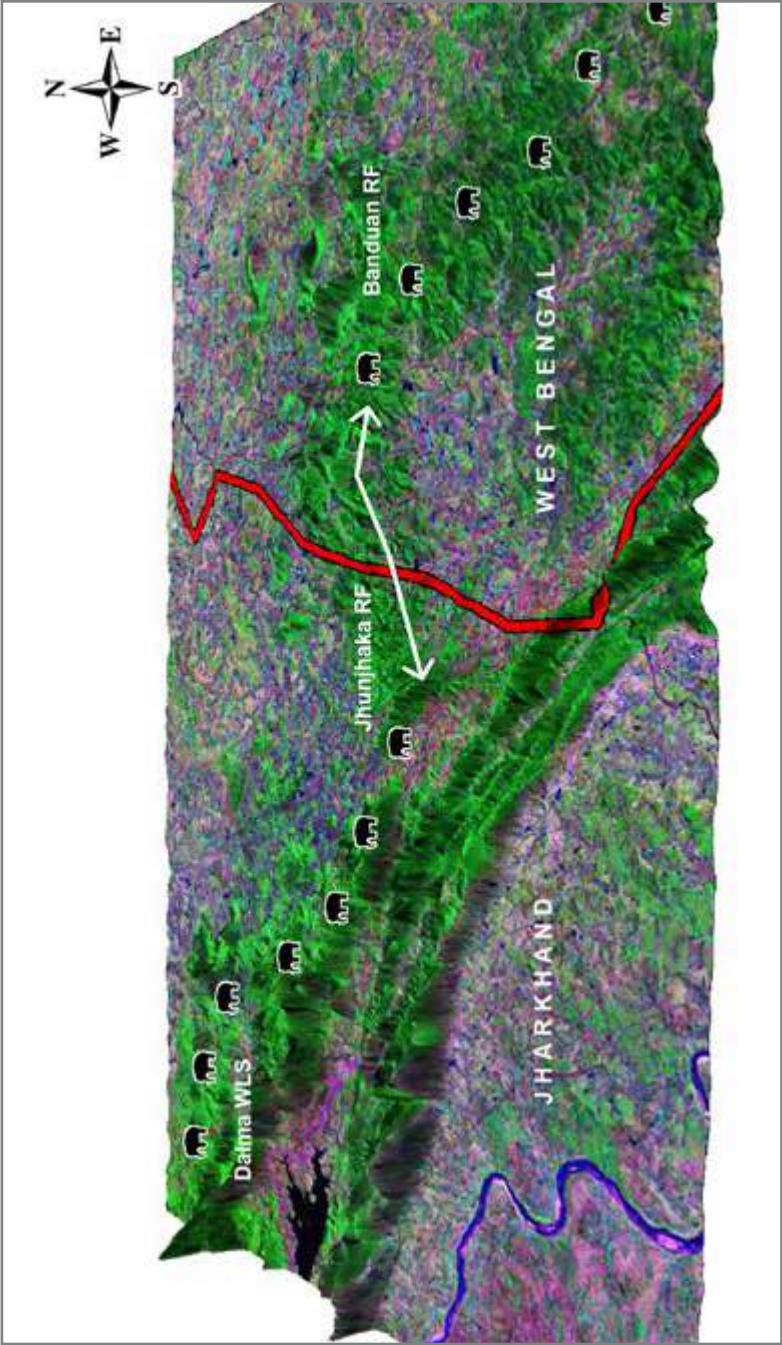 N
E
S
W
Banduan RF
WEST BENGAL
Jhunjhaka RF
JHARKHAND
Dalma WLS